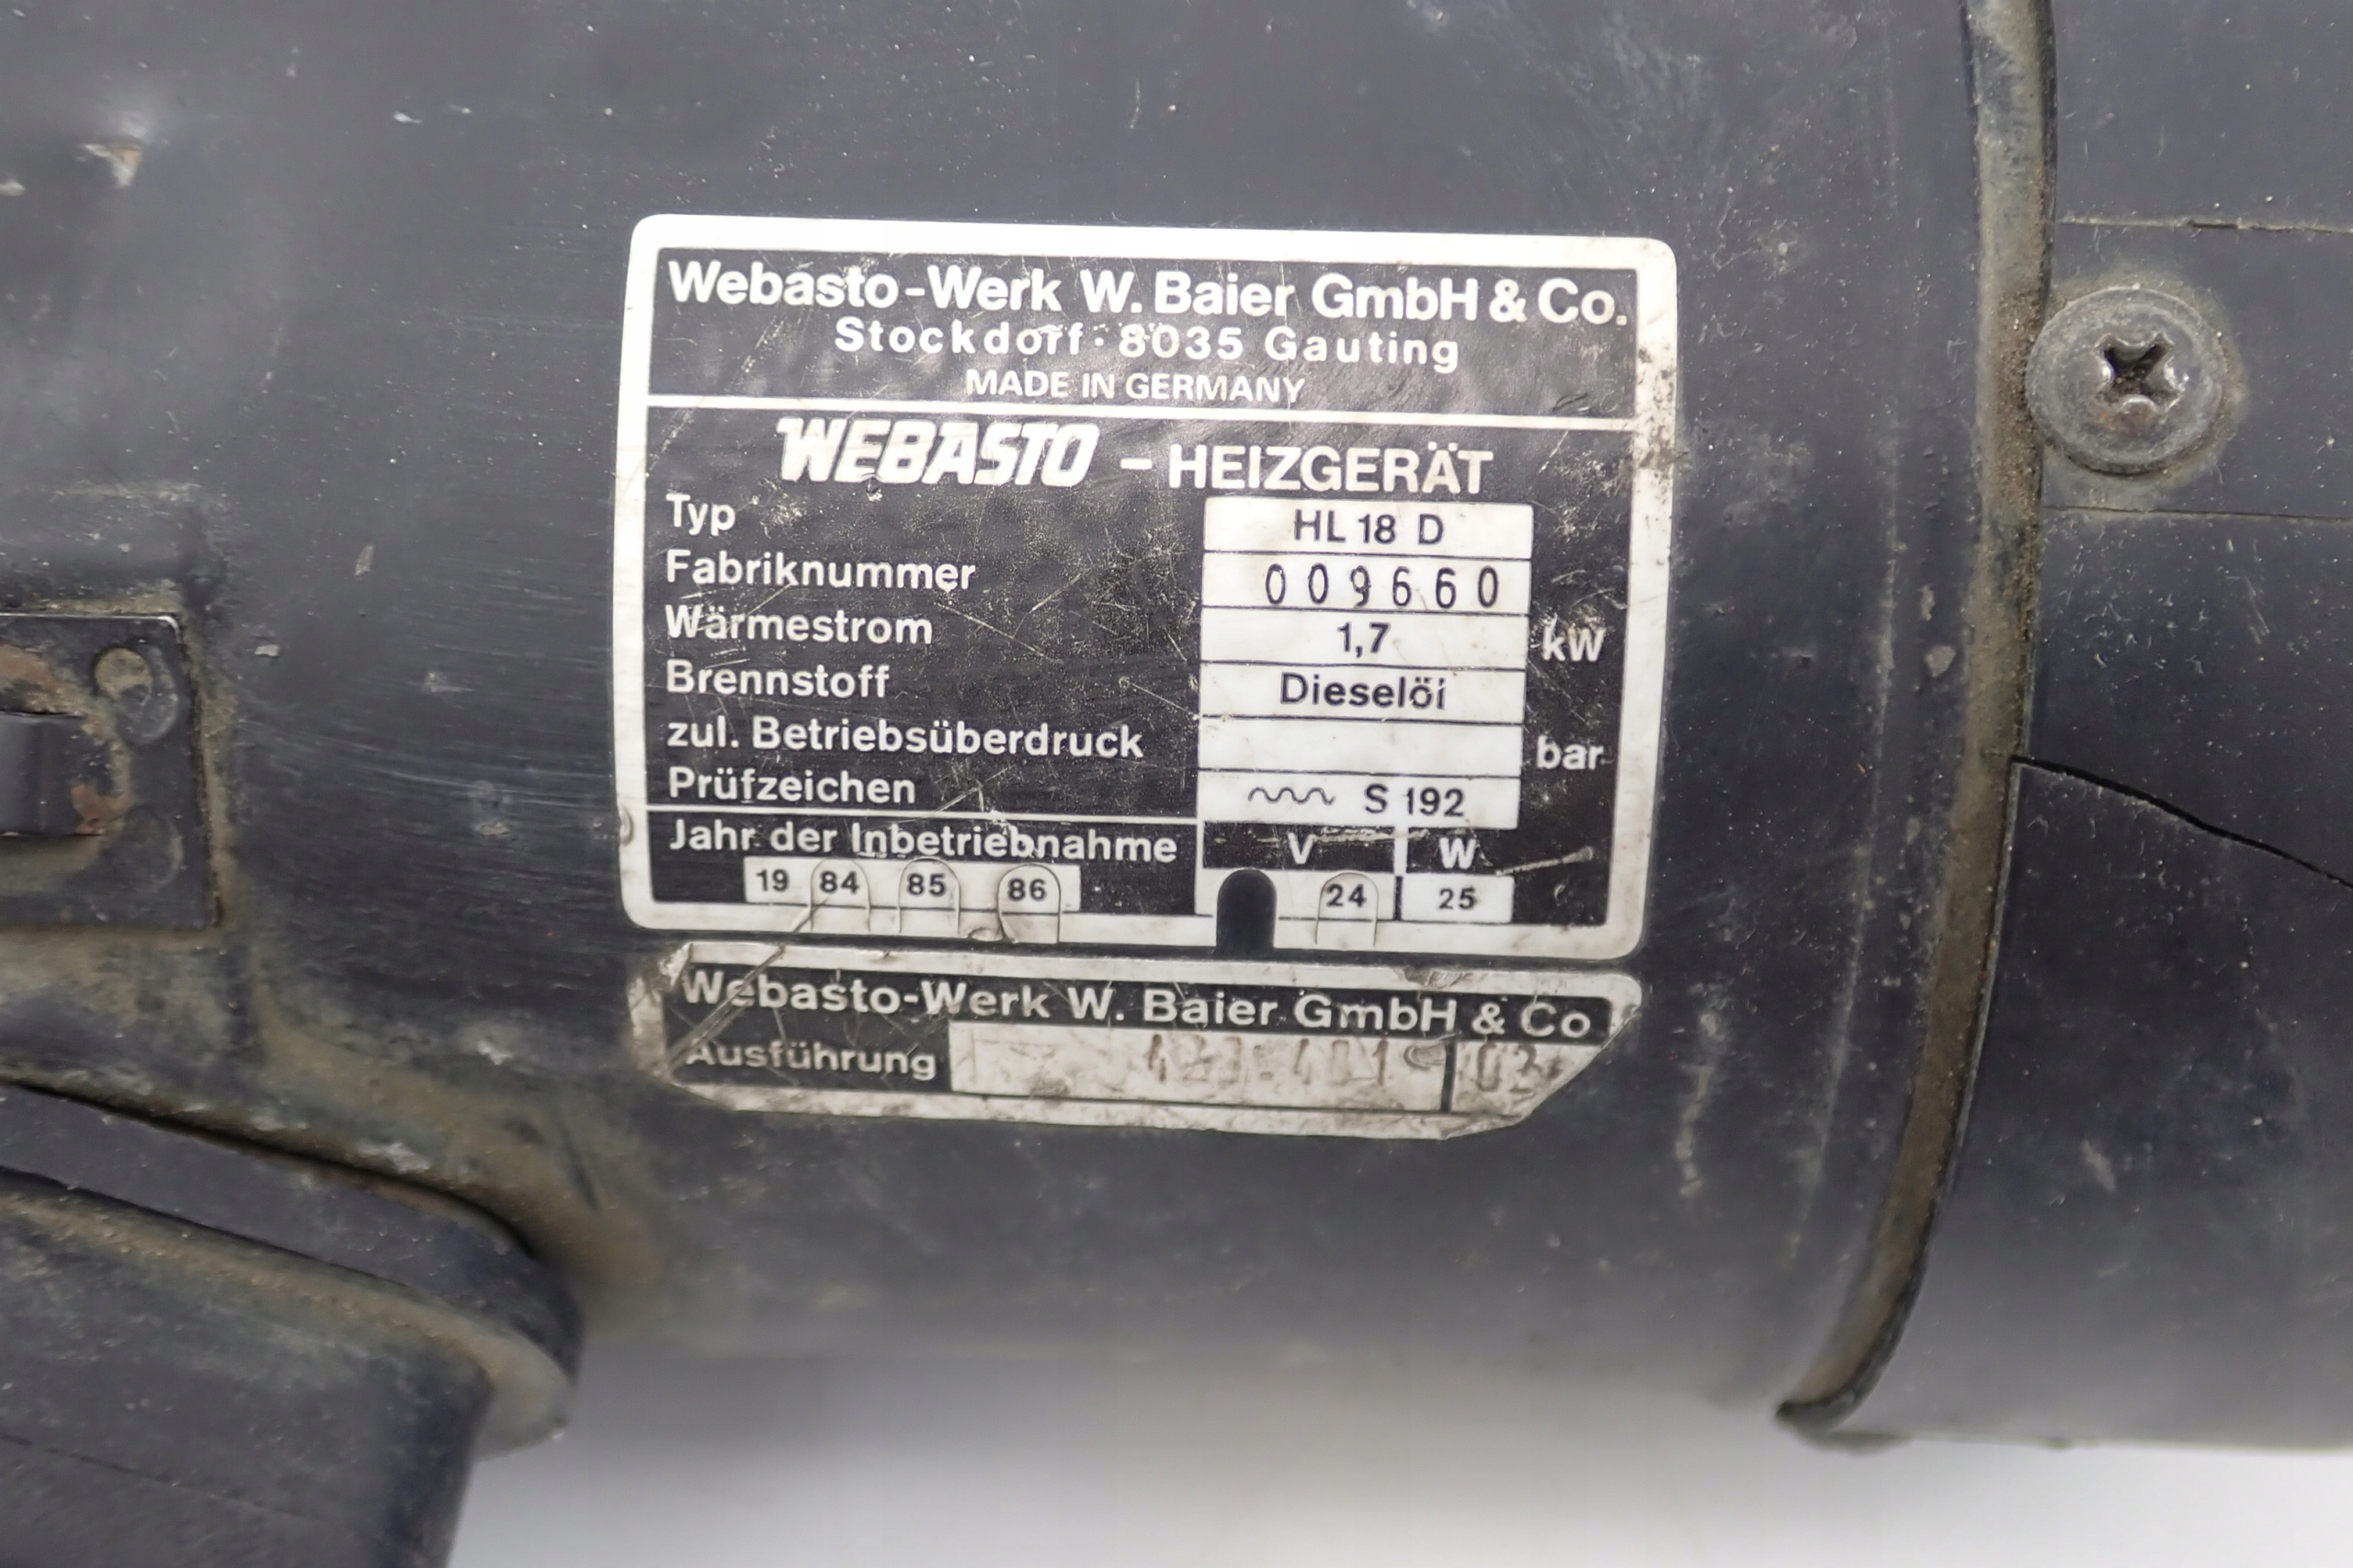 Webasto-Werk W. Baier GmbH & Co.
Stockdorf · 8035 Gauting
MADE IN GERMANY
WEBASTO - HEIZGERÄT
Typ HL 18 D
Fabriknummer 009660
Wärmestrom 1,7 kW
Brennstoff Dieselöl
zul. Betriebsüberdruck bar
Prüfzeichen S 192
Jahr der Inbetriebnahme V W
19 84 85 86 24 25
Webasto-Werk W. Baier GmbH & Co
Ausführung 03